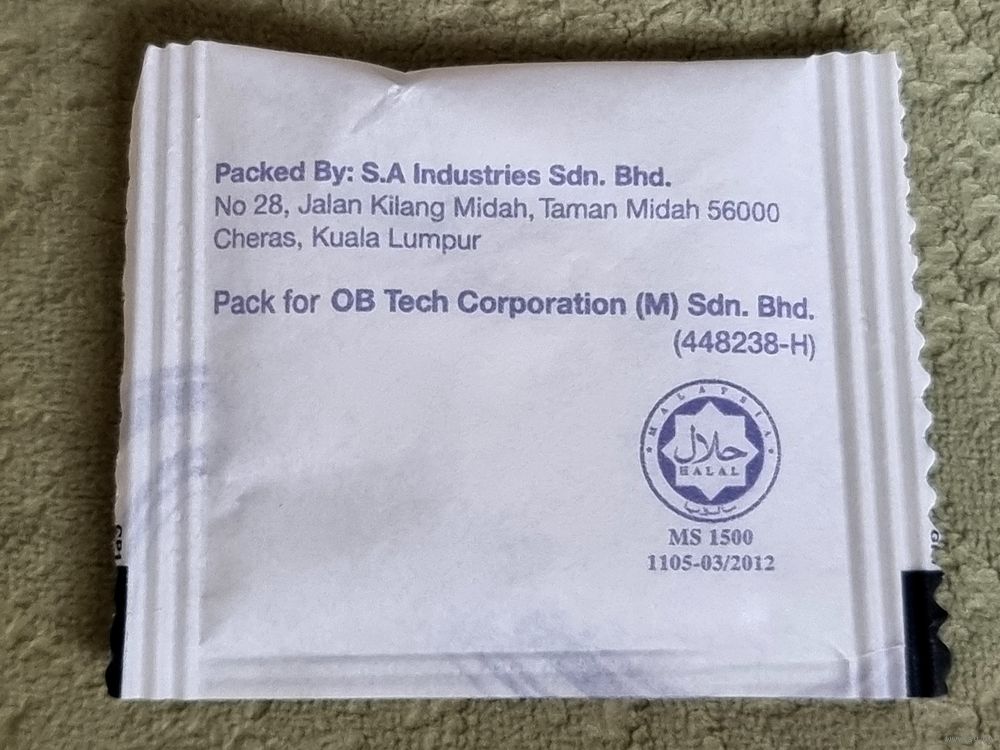 Packed By: S.A Industries Sdn. Bhd.
No 28, Jalan Kilang Midah, Taman Midah 56000
Cheras, Kuala Lumpur
Pack for OB Tech Corporation (M) Sdn. Bhd.
(448238-H)
MALAYSIA
حلال
HALAL
MS 1500
1105-03/2012